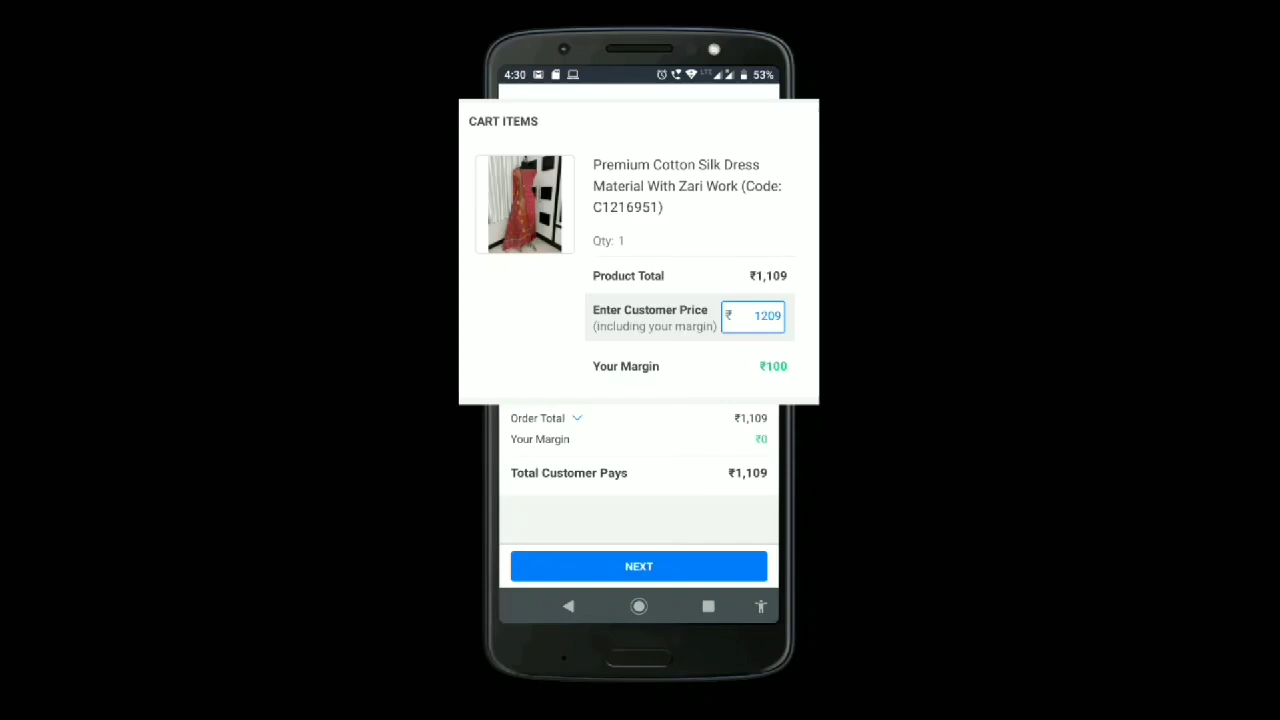 4:30
LTE
53%
CART ITEMS
Premium Cotton Silk Dress
Material With Zari Work (Code:
C1216951)
Qty: 1
Product Total ₹1,109
Enter Customer Price
(including your margin)
₹ 1209
Your Margin ₹100
Order Total ₹1,109
Your Margin ₹0
Total Customer Pays ₹1,109
NEXT